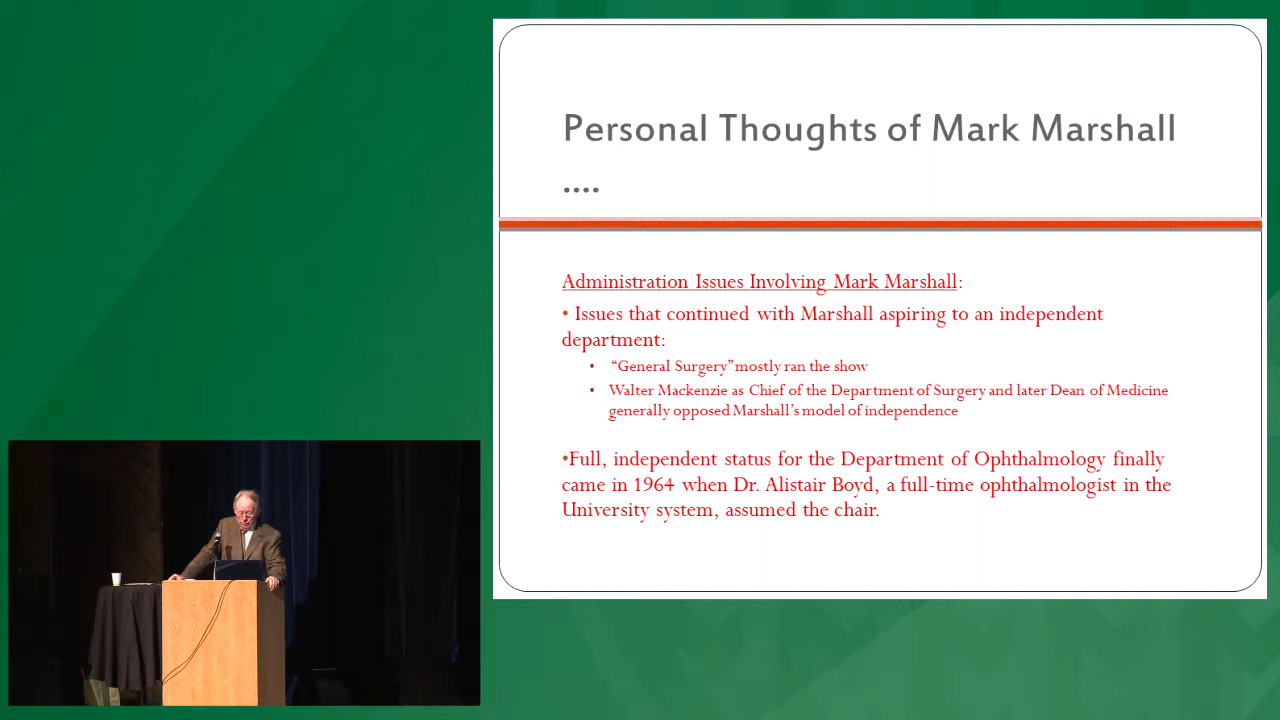 Personal Thoughts of Mark Marshall
....
Administration Issues Involving Mark Marshall:
• Issues that continued with Marshall aspiring to an independent
department:
• “General Surgery”mostly ran the show
• Walter Mackenzie as Chief of the Department of Surgery and later Dean of Medicine
generally opposed Marshall’s model of independence
•Full, independent status for the Department of Ophthalmology finally
came in 1964 when Dr. Alistair Boyd, a full-time ophthalmologist in the
University system, assumed the chair.